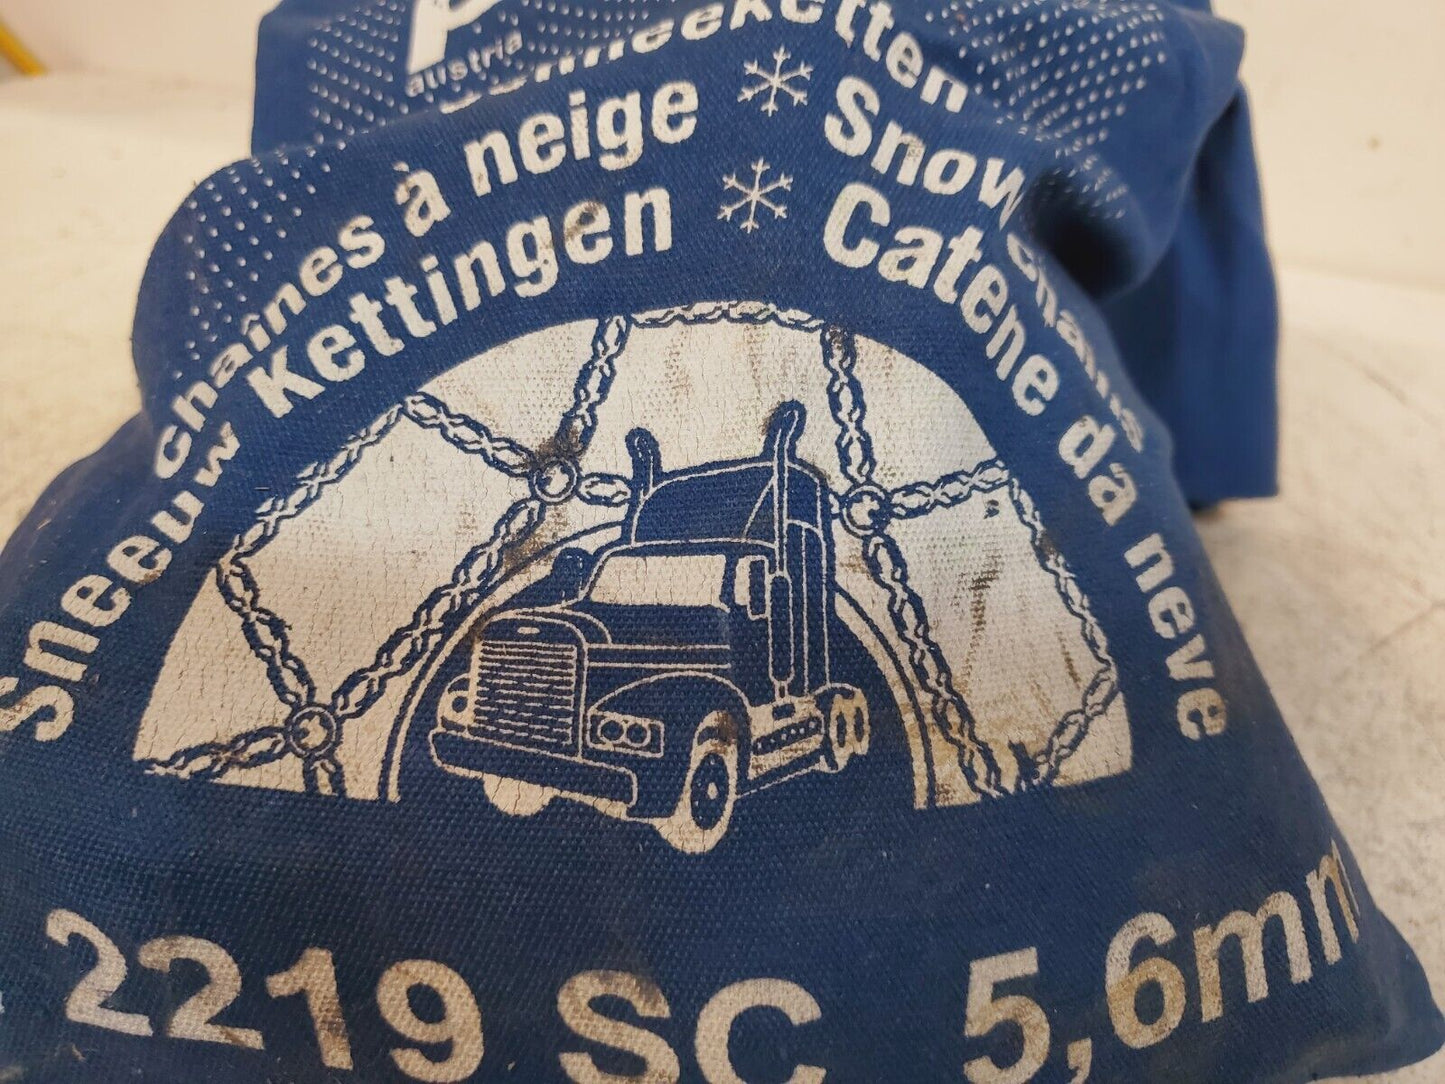 austria
Schneeketten
Chaînes à neige * Snow Chains
Sneeuw Kettingen * Catene da neve
2219 SC 5,6mm